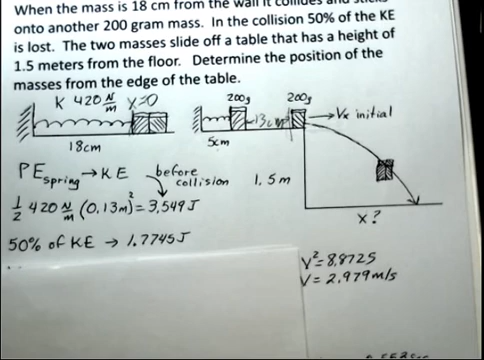 When the mass is 18 cm from the wall it collides and sticks
onto another 200 gram mass. In the collision 50% of the KE
is lost. The two masses slide off a table that has a height of
1.5 meters from the floor. Determine the position of the
masses from the edge of the table.
K 420 N/m x=0
200g 200g
13cm → Vx initial
18cm 5cm
PEspring → KE before collision
1.5m
x?
1/2 420 N/m (0.13m)² = 3.549 J
50% of KE → 1.7745 J
V² = 8.8725
V = 2.979 m/s